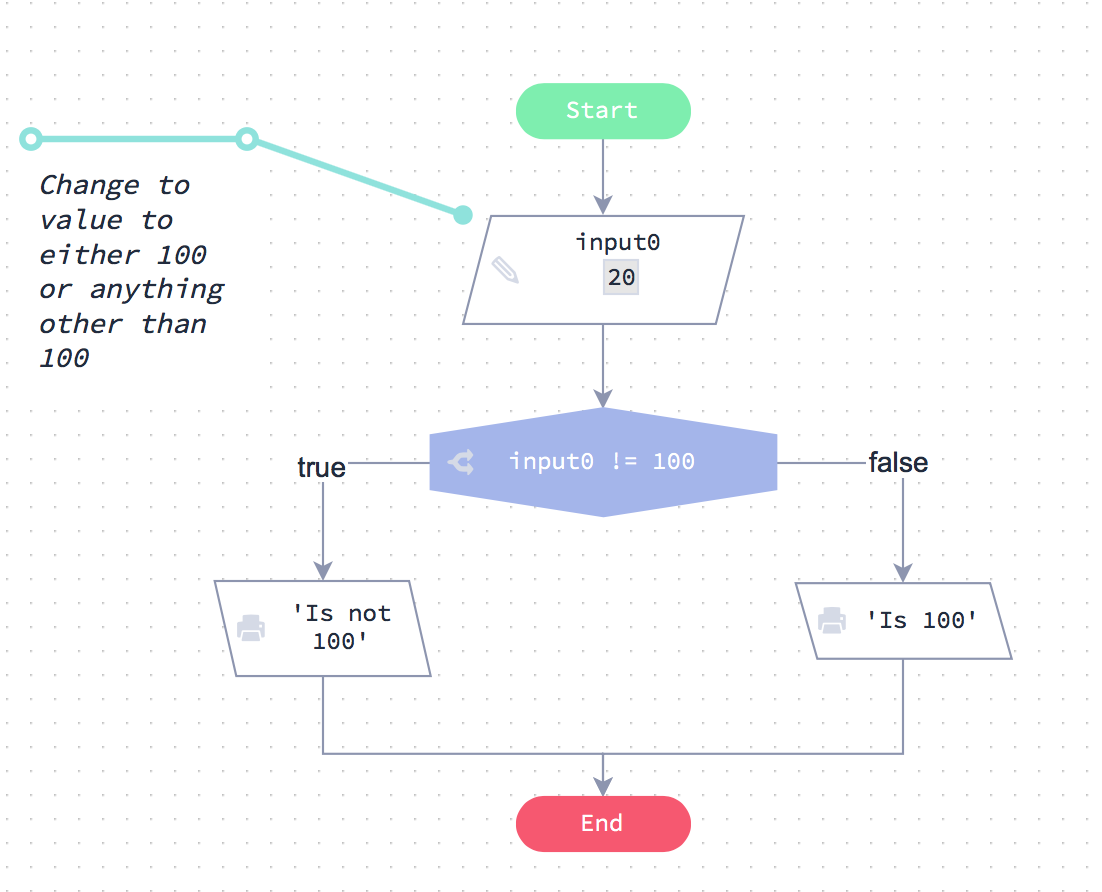 Start
Change to
value to
either 100
or anything
other than
100
input0
20
input0 != 100
true
false
'Is not
100'
'Is 100'
End